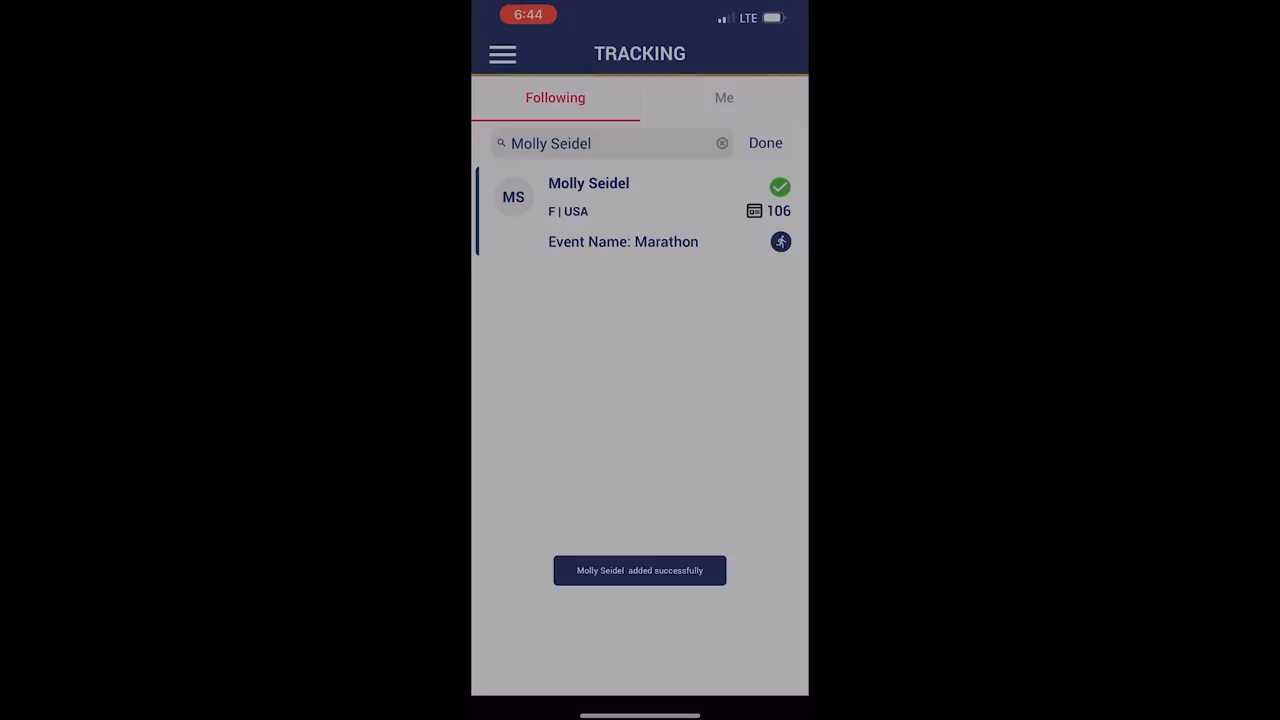 6:44
LTE
TRACKING
Following
Me
Molly Seidel
Done
MS
Molly Seidel
F | USA
106
Event Name: Marathon
Molly Seidel added successfully